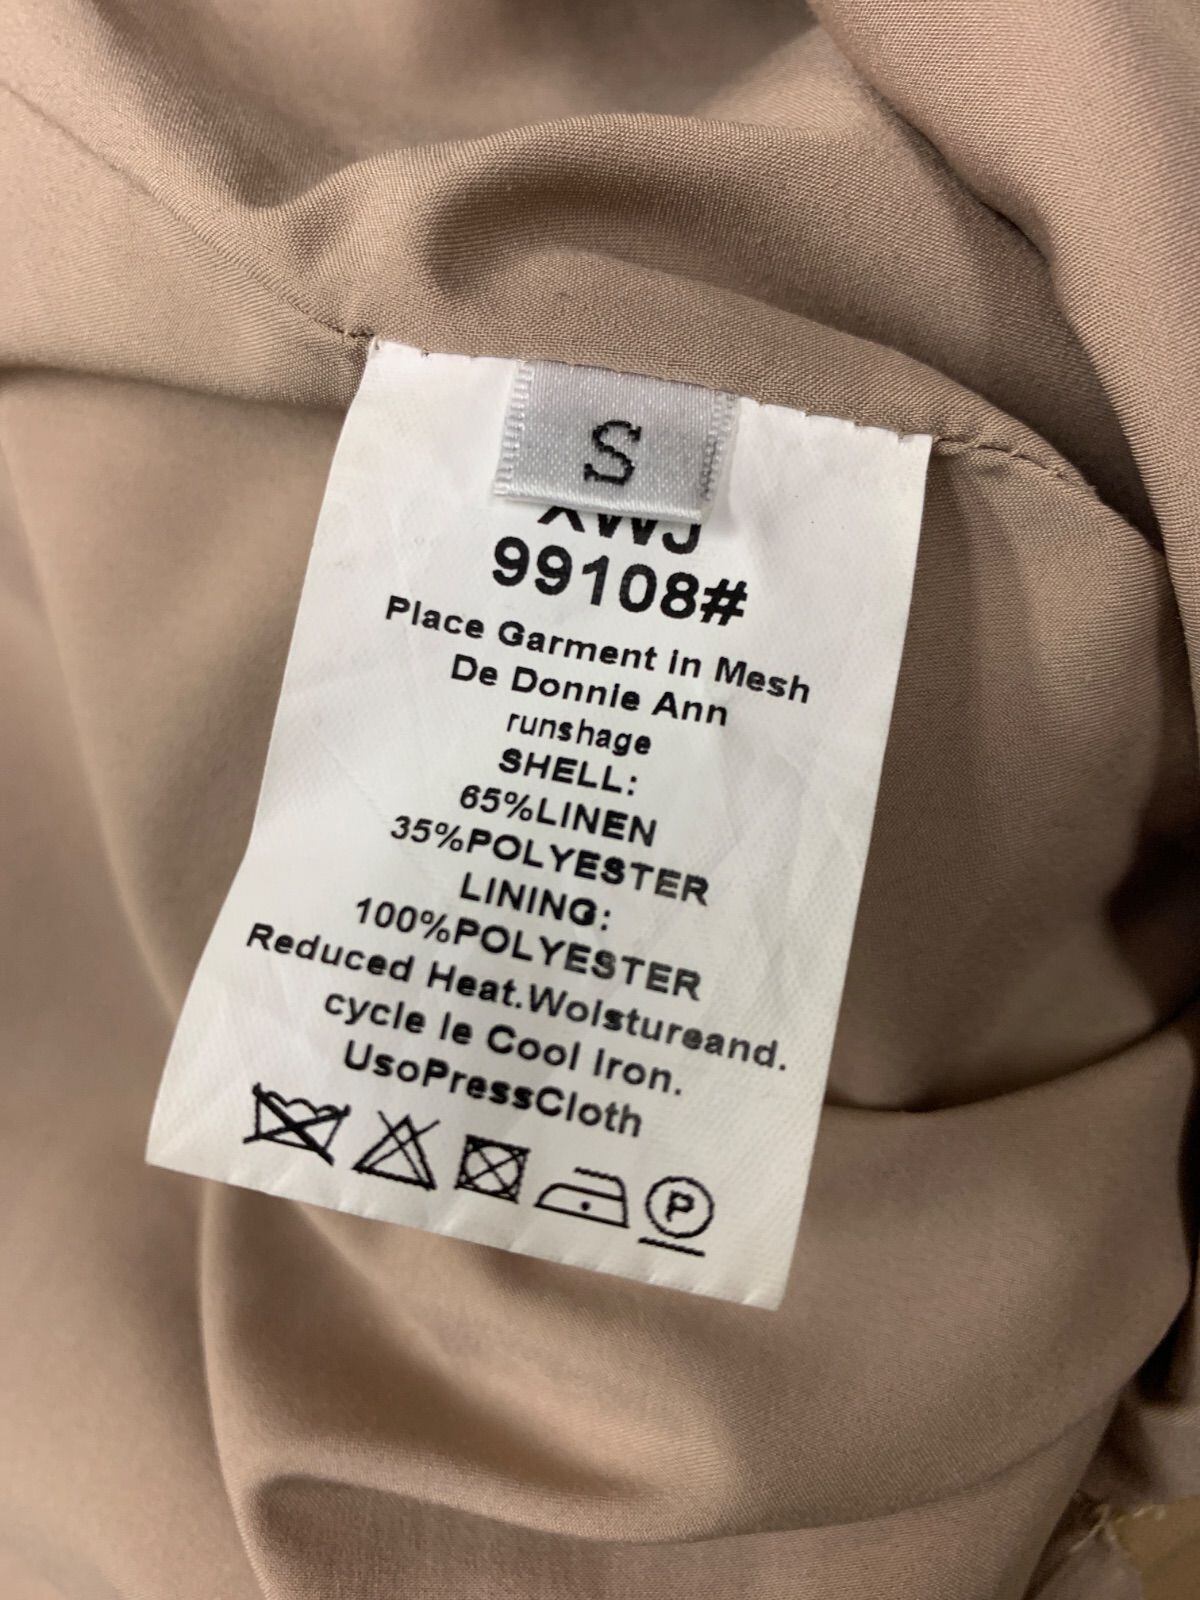 S
XWJ
99108#
Place Garment in Mesh
De Donnie Ann
runshage
SHELL:
65%LINEN
35%POLYESTER
LINING:
100%POLYESTER
Reduced Heat.Wolstureand.
cycle le Cool Iron.
UsoPressCloth
P